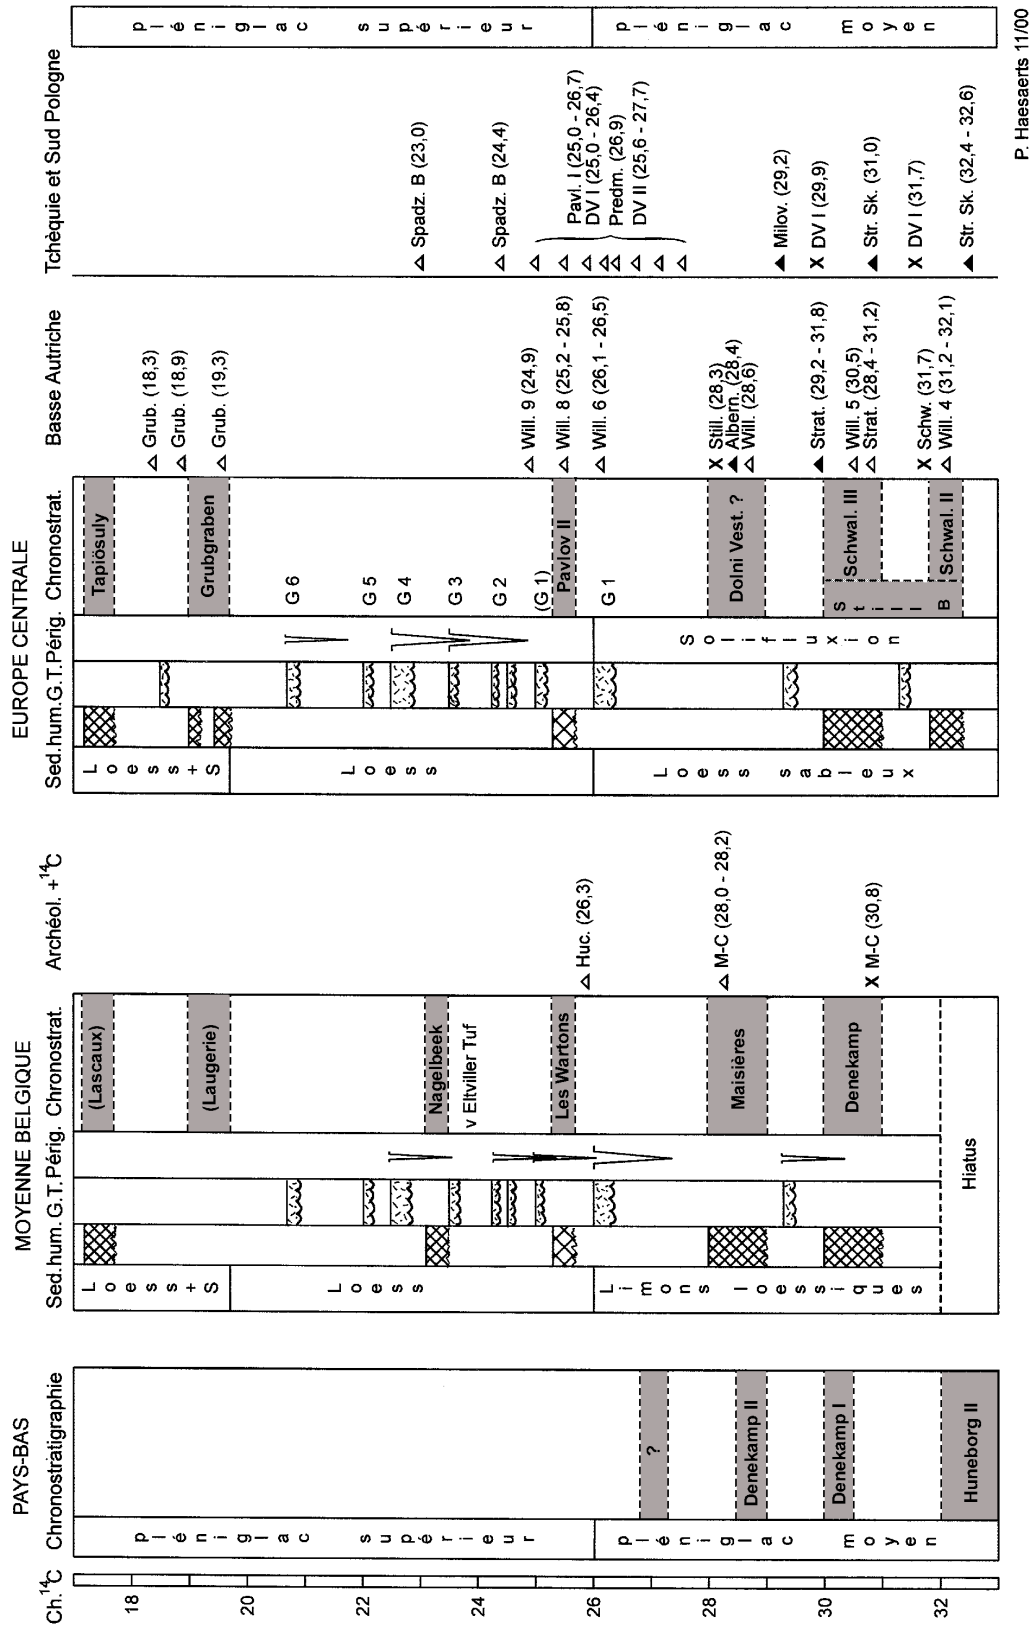 PAYS-BAS
MOYENNE BELGIQUE
EUROPE CENTRALE
Ch.¹⁴C
Chronostratigraphie
Sed.hum.G.T.Périg. Chronostrat.
Archéol. +¹⁴C
Sed.hum.G.T.Périg. Chronostrat.
Basse Autriche
Tchèquie et Sud Pologne
18
20
22
24
26
28
30
32
pléniglac supérieur
pléniglac moyen
?
Denekamp II
Denekamp I
Huneborg II
Loess+S
Loess
Limons loessiques
(Lascaux)
(Laugerie)
Nagelbeek
v Eltviller Tuf
Les Wartons
Maisières
Denekamp
Hiatus
Huc. (26,3)
M-C (28,0 - 28,2)
X M-C (30,8)
Loess+S
Loess
Loess sableux
Solifluxion
Tapiösuly
Grubgraben
G 6
G 5
G 4
G 3
G 2
(G 1)
Pavlov II
G 1
Dolni Vest. ?
Schwal. III
Still B
Schwal. II
Grub. (18,3)
Grub. (18,9)
Grub. (19,3)
Will. 9 (24,9)
Will. 8 (25,2 - 25,8)
Will. 6 (26,1 - 26,5)
X Still. (28,3)
Albern. (28,4)
Will. (28,6)
Strat. (29,2 - 31,8)
Will. 5 (30,5)
Strat. (28,4 - 31,2)
X Schw. (31,7)
Will. 4 (31,2 - 32,1)
Spadz. B (23,0)
Spadz. B (24,4)
Pavl. I (25,0 - 26,7)
DV I (25,0 - 26,4)
Predm. (26,9)
DV II (25,6 - 27,7)
Milov. (29,2)
X DV I (29,9)
Str. Sk. (31,0)
X DV I (31,7)
Str. Sk. (32,4 - 32,6)
pléniglac supérieur
pléniglac moyen
P. Haesaerts 11/00